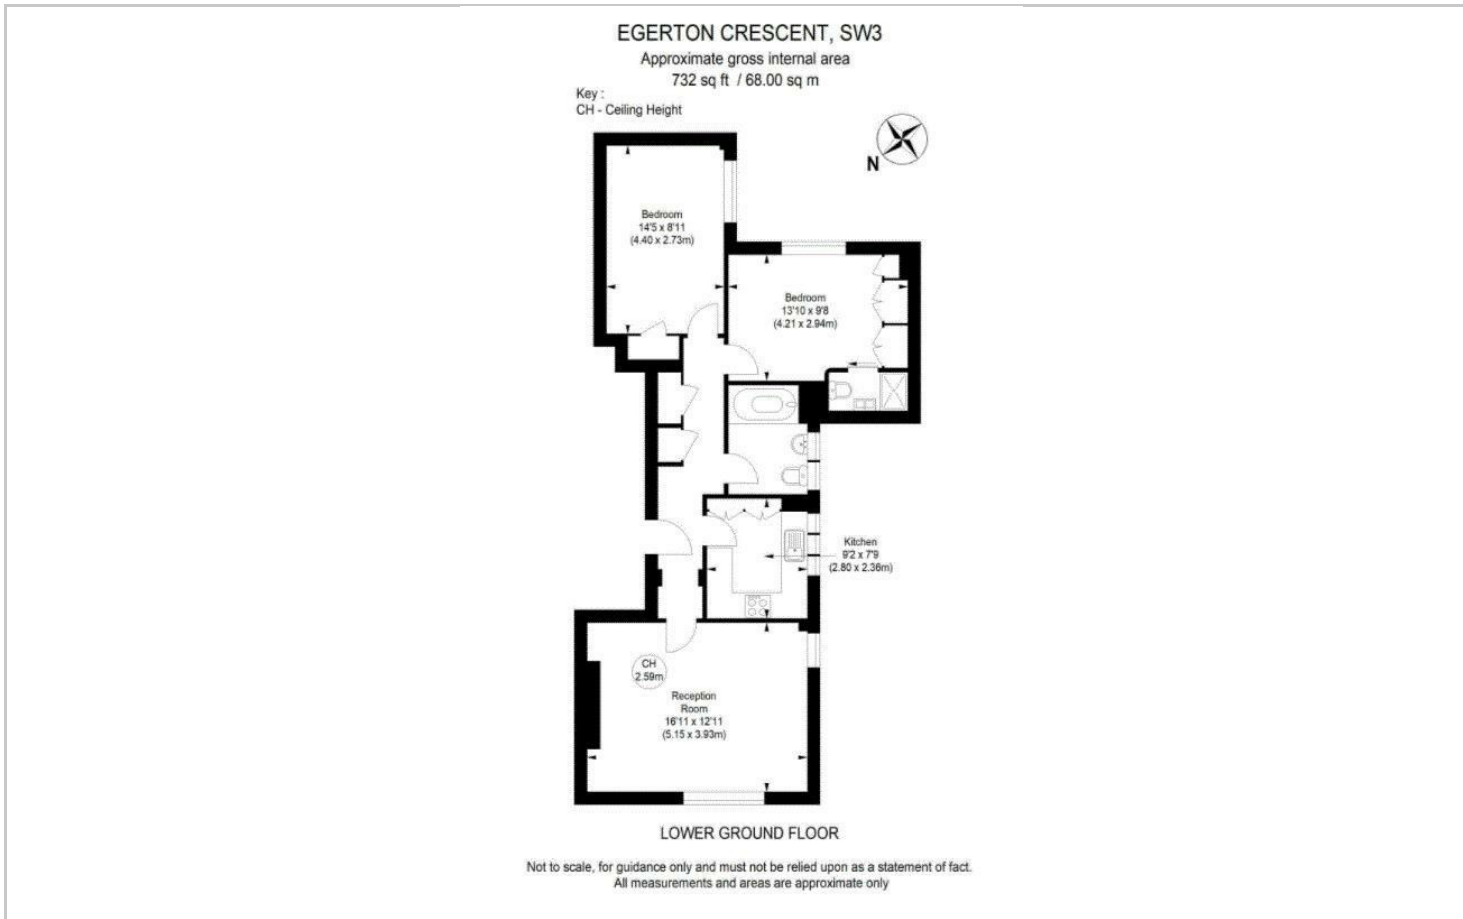 EGERTON CRESCENT, SW3
Approximate gross internal area
732 sq ft / 68.00 sq m
Key :
CH - Ceiling Height
N
Bedroom
14'5 x 8'11
(4.40 x 2.73m)
Bedroom
13'10 x 9'8
(4.21 x 2.94m)
Kitchen
9'2 x 7'9
(2.80 x 2.36m)
CH
2.59m
Reception
Room
16'11 x 12'11
(5.15 x 3.93m)
LOWER GROUND FLOOR
Not to scale, for guidance only and must not be relied upon as a statement of fact.
All measurements and areas are approximate only